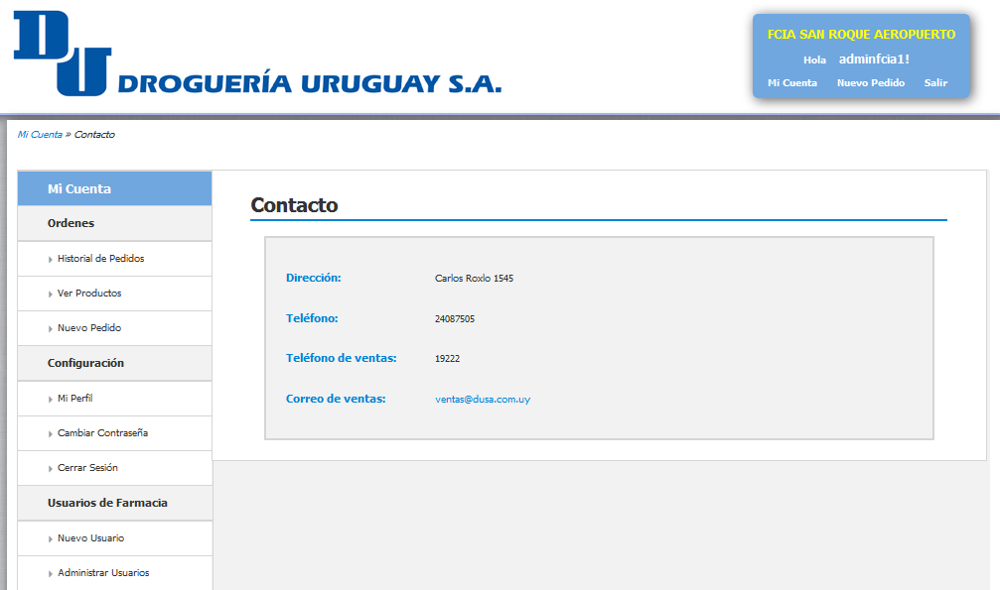 DU
DROGUERÍA URUGUAY S.A.
FCIA SAN ROQUE AEROPUERTO
Hola adminfcia1!
Mi Cuenta Nuevo Pedido Salir
Mi Cuenta » Contacto
Mi Cuenta
Ordenes
Historial de Pedidos
Ver Productos
Nuevo Pedido
Configuración
Mi Perfil
Cambiar Contraseña
Cerrar Sesión
Usuarios de Farmacia
Nuevo Usuario
Administrar Usuarios
Contacto
Dirección: Carlos Roxlo 1545
Teléfono: 24087505
Teléfono de ventas: 19222
Correo de ventas: ventas@dusa.com.uy